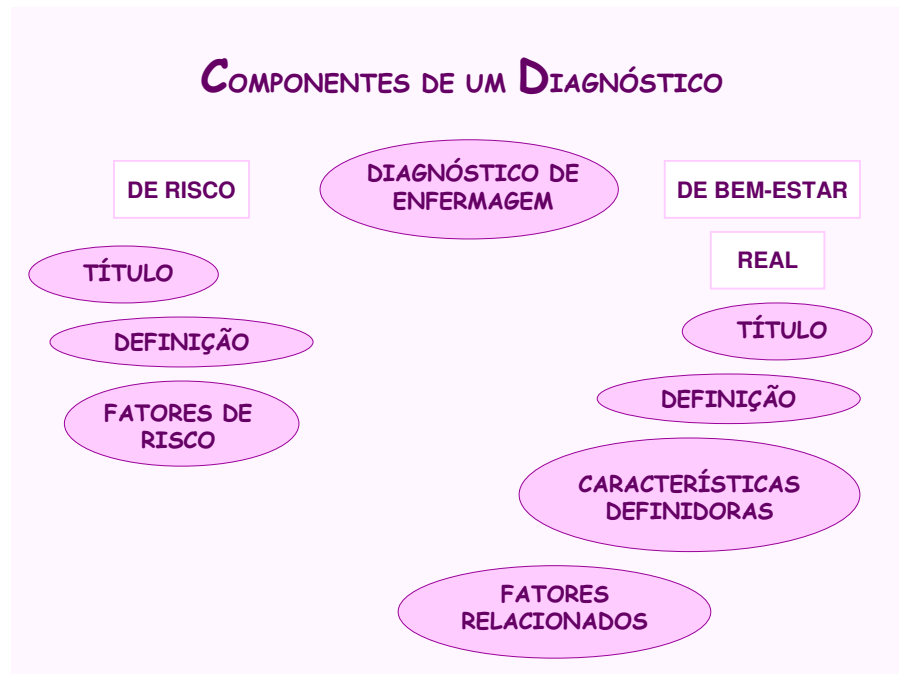 COMPONENTES DE UM DIAGNÓSTICO
DIAGNÓSTICO DE
ENFERMAGEM
DE RISCO
TÍTULO
DEFINIÇÃO
FATORES DE
RISCO
DE BEM-ESTAR
REAL
TÍTULO
DEFINIÇÃO
CARACTERÍSTICAS
DEFINIDORAS
FATORES
RELACIONADOS